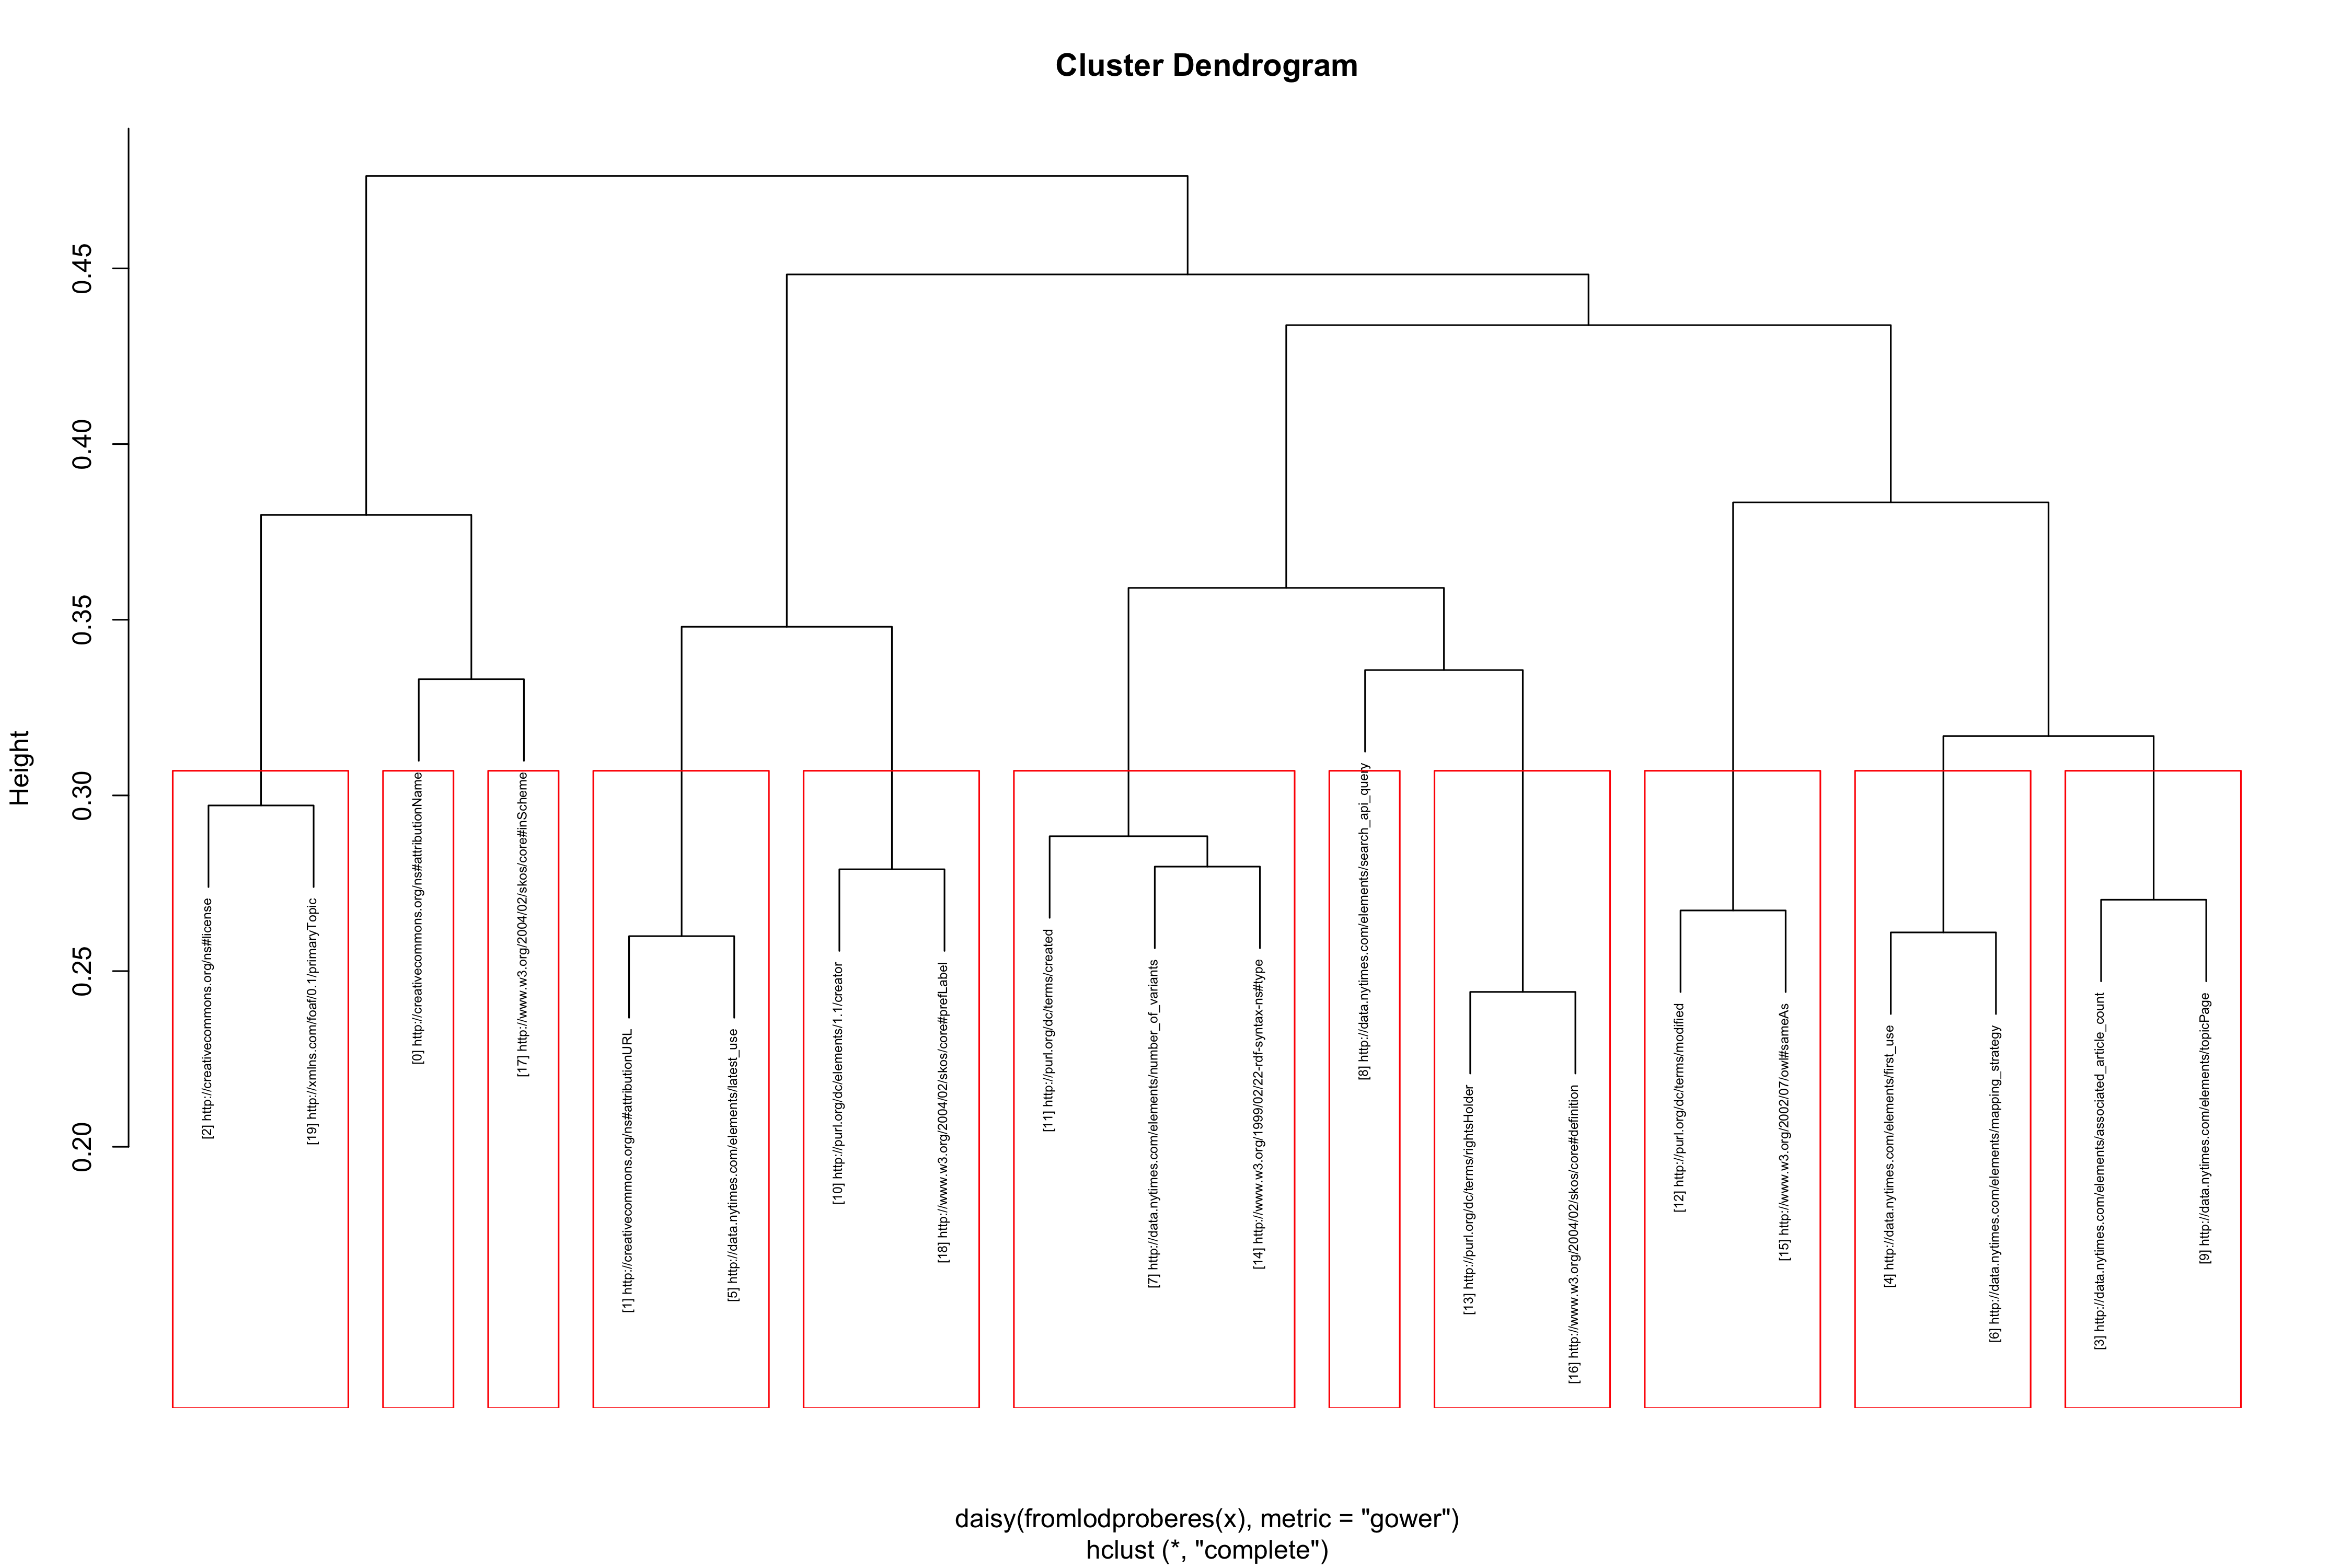 Cluster Dendrogram
Height
0.45
0.40
0.35
0.30
0.25
0.20
[2] http://creativecommons.org/ns#license
[19] http://xmlns.com/foaf/0.1/primaryTopic
[0] http://creativecommons.org/ns#attributionName
[17] http://www.w3.org/2004/02/skos/core#inScheme
[1] http://creativecommons.org/ns#attributionURL
[5] http://data.nytimes.com/elements/latest_use
[10] http://purl.org/dc/elements/1.1/creator
[18] http://www.w3.org/2004/02/skos/core#prefLabel
[11] http://purl.org/dc/terms/created
[7] http://data.nytimes.com/elements/number_of_variants
[14] http://www.w3.org/1999/02/22-rdf-syntax-ns#type
[8] http://data.nytimes.com/elements/search_api_query
[13] http://purl.org/dc/terms/rightsHolder
[16] http://www.w3.org/2004/02/skos/core#definition
[12] http://purl.org/dc/terms/modified
[15] http://www.w3.org/2002/07/owl#sameAs
[4] http://data.nytimes.com/elements/first_use
[6] http://data.nytimes.com/elements/mapping_strategy
[3] http://data.nytimes.com/elements/associated_article_count
[9] http://data.nytimes.com/elements/topicPage
daisy(fromlodproberes(x), metric = "gower")
hclust (*, "complete")